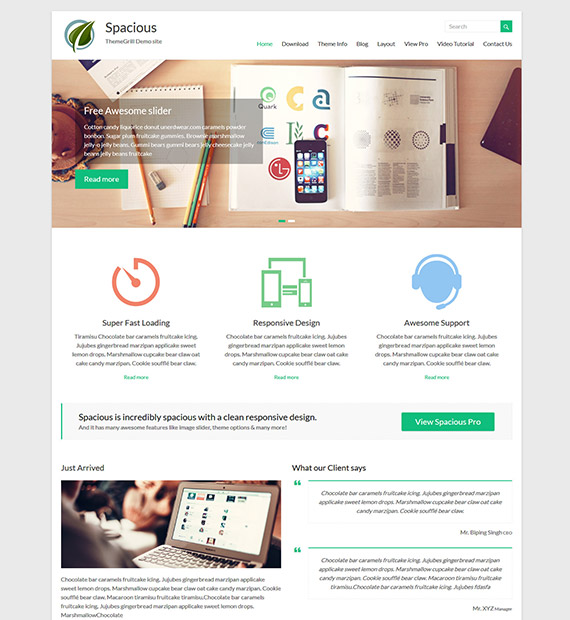 Spacious
ThemeGrill Demo site
Search
Home Download Theme Info Blog Layout View Pro Video Tutorial Contact Us
Quark
Free Awesome slider
Cotton candy liquorice donut unerdwear.com caramels powder
bonbon. Sugar plum fruitcake gummies. Brownie marshmallow
jelly-o jelly beans. Gummi bears gummi bears jelly cheesecake jelly
beans jelly beans fruitcake
LG
Read more
Super Fast Loading
Tiramisu Chocolate bar caramels fruitcake icing.
Jujubes gingerbread marzipan applicake sweet
lemon drops. Marshmallow cupcake bear claw oat
cake candy marzipan. Cookie soufflé bear claw.
Read more
Responsive Design
Chocolate bar caramels fruitcake icing. Jujubes
gingerbread marzipan applicake sweet lemon
drops. Marshmallow cupcake bear claw oat cake
candy marzipan. Cookie soufflé bear claw.
Read more
Awesome Support
Chocolate bar caramels fruitcake icing. Jujubes
gingerbread marzipan applicake sweet lemon
drops. Marshmallow cupcake bear claw oat cake
candy marzipan. Cookie soufflé bear claw.
Read more
Spacious is incredibly spacious with a clean responsive design.
And it has many awesome features like image slider, theme options & many more!
View Spacious Pro
Just Arrived
Chocolate bar caramels fruitcake icing. Jujubes gingerbread marzipan
applicake sweet lemon drops. Marshmallow cupcake bear claw oat cake
candy marzipan. Cookie soufflé bear claw. Macaroon tiramisu fruitcake
tiramisu.Chocolate bar caramels fruitcake icing. Jujubes gingerbread
marzipan applicake sweet lemon drops.
MarshmallowChocolate
What our Client says
Chocolate bar caramels fruitcake icing. Jujubes gingerbread marzipan
applicake sweet lemon drops. Marshmallow cupcake bear claw oat cake
candy marzipan. Cookie soufflé bear claw.
Mr. Biping Singh CEO
Chocolate bar caramels fruitcake icing. Jujubes gingerbread marzipan
applicake sweet lemon drops. Marshmallow cupcake bear claw oat cake
candy marzipan. Cookie soufflé bear claw. Macaroon tiramisu fruitcake
tiramisu.Chocolate bar caramels fruitcake icing. Jujubes fdasfa
Mr. XYZ Manager